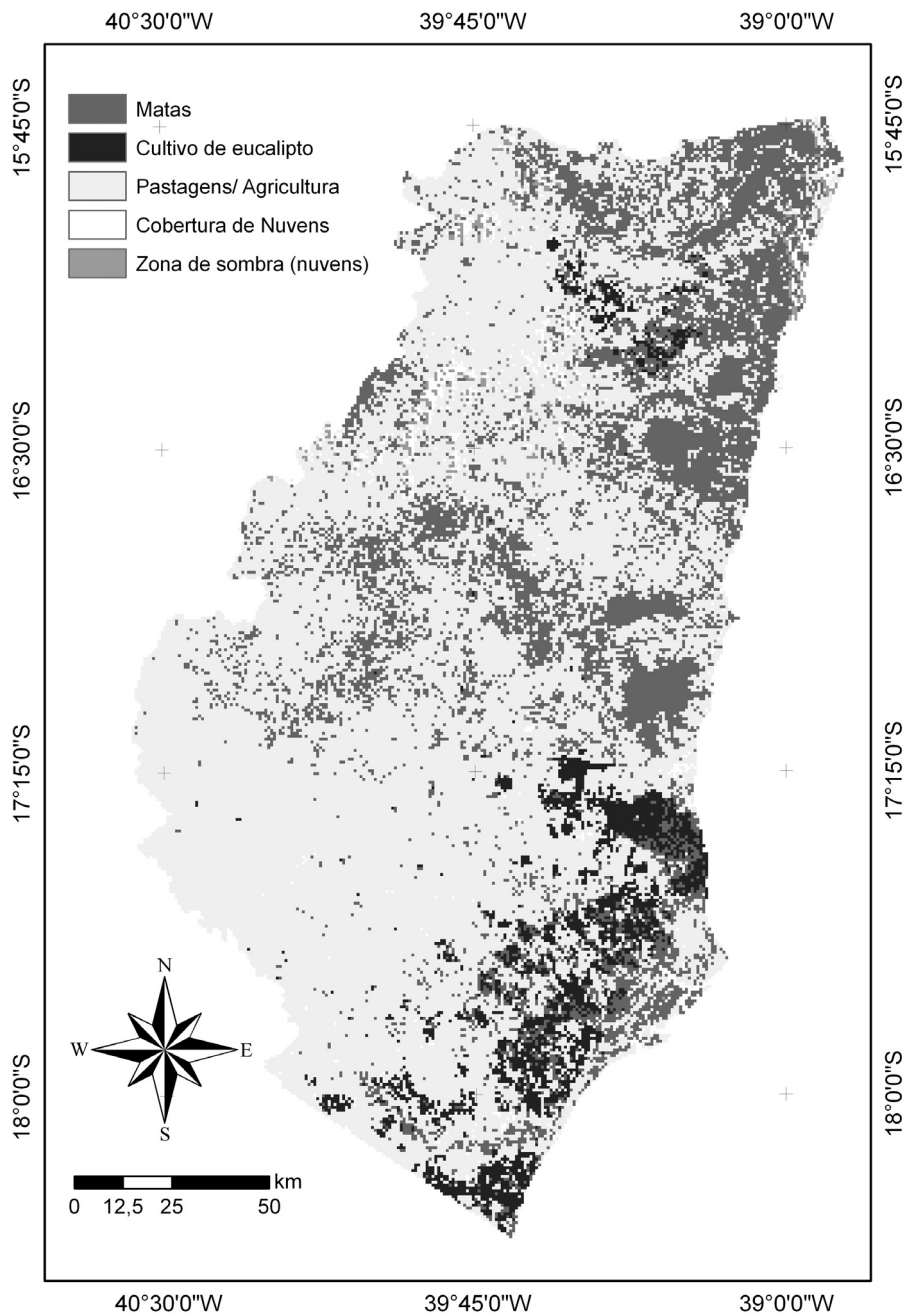 40°30'0"W 39°45'0"W 39°0'0"W
15°45'0"S 15°45'0"S
Matas
Cultivo de eucalipto
Pastagens/ Agricultura
Cobertura de Nuvens
Zona de sombra (nuvens)
16°30'0"S 16°30'0"S
17°15'0"S 17°15'0"S
N
W E
S
18°0'0"S 18°0'0"S
km
0 12,5 25 50
40°30'0"W 39°45'0"W 39°0'0"W